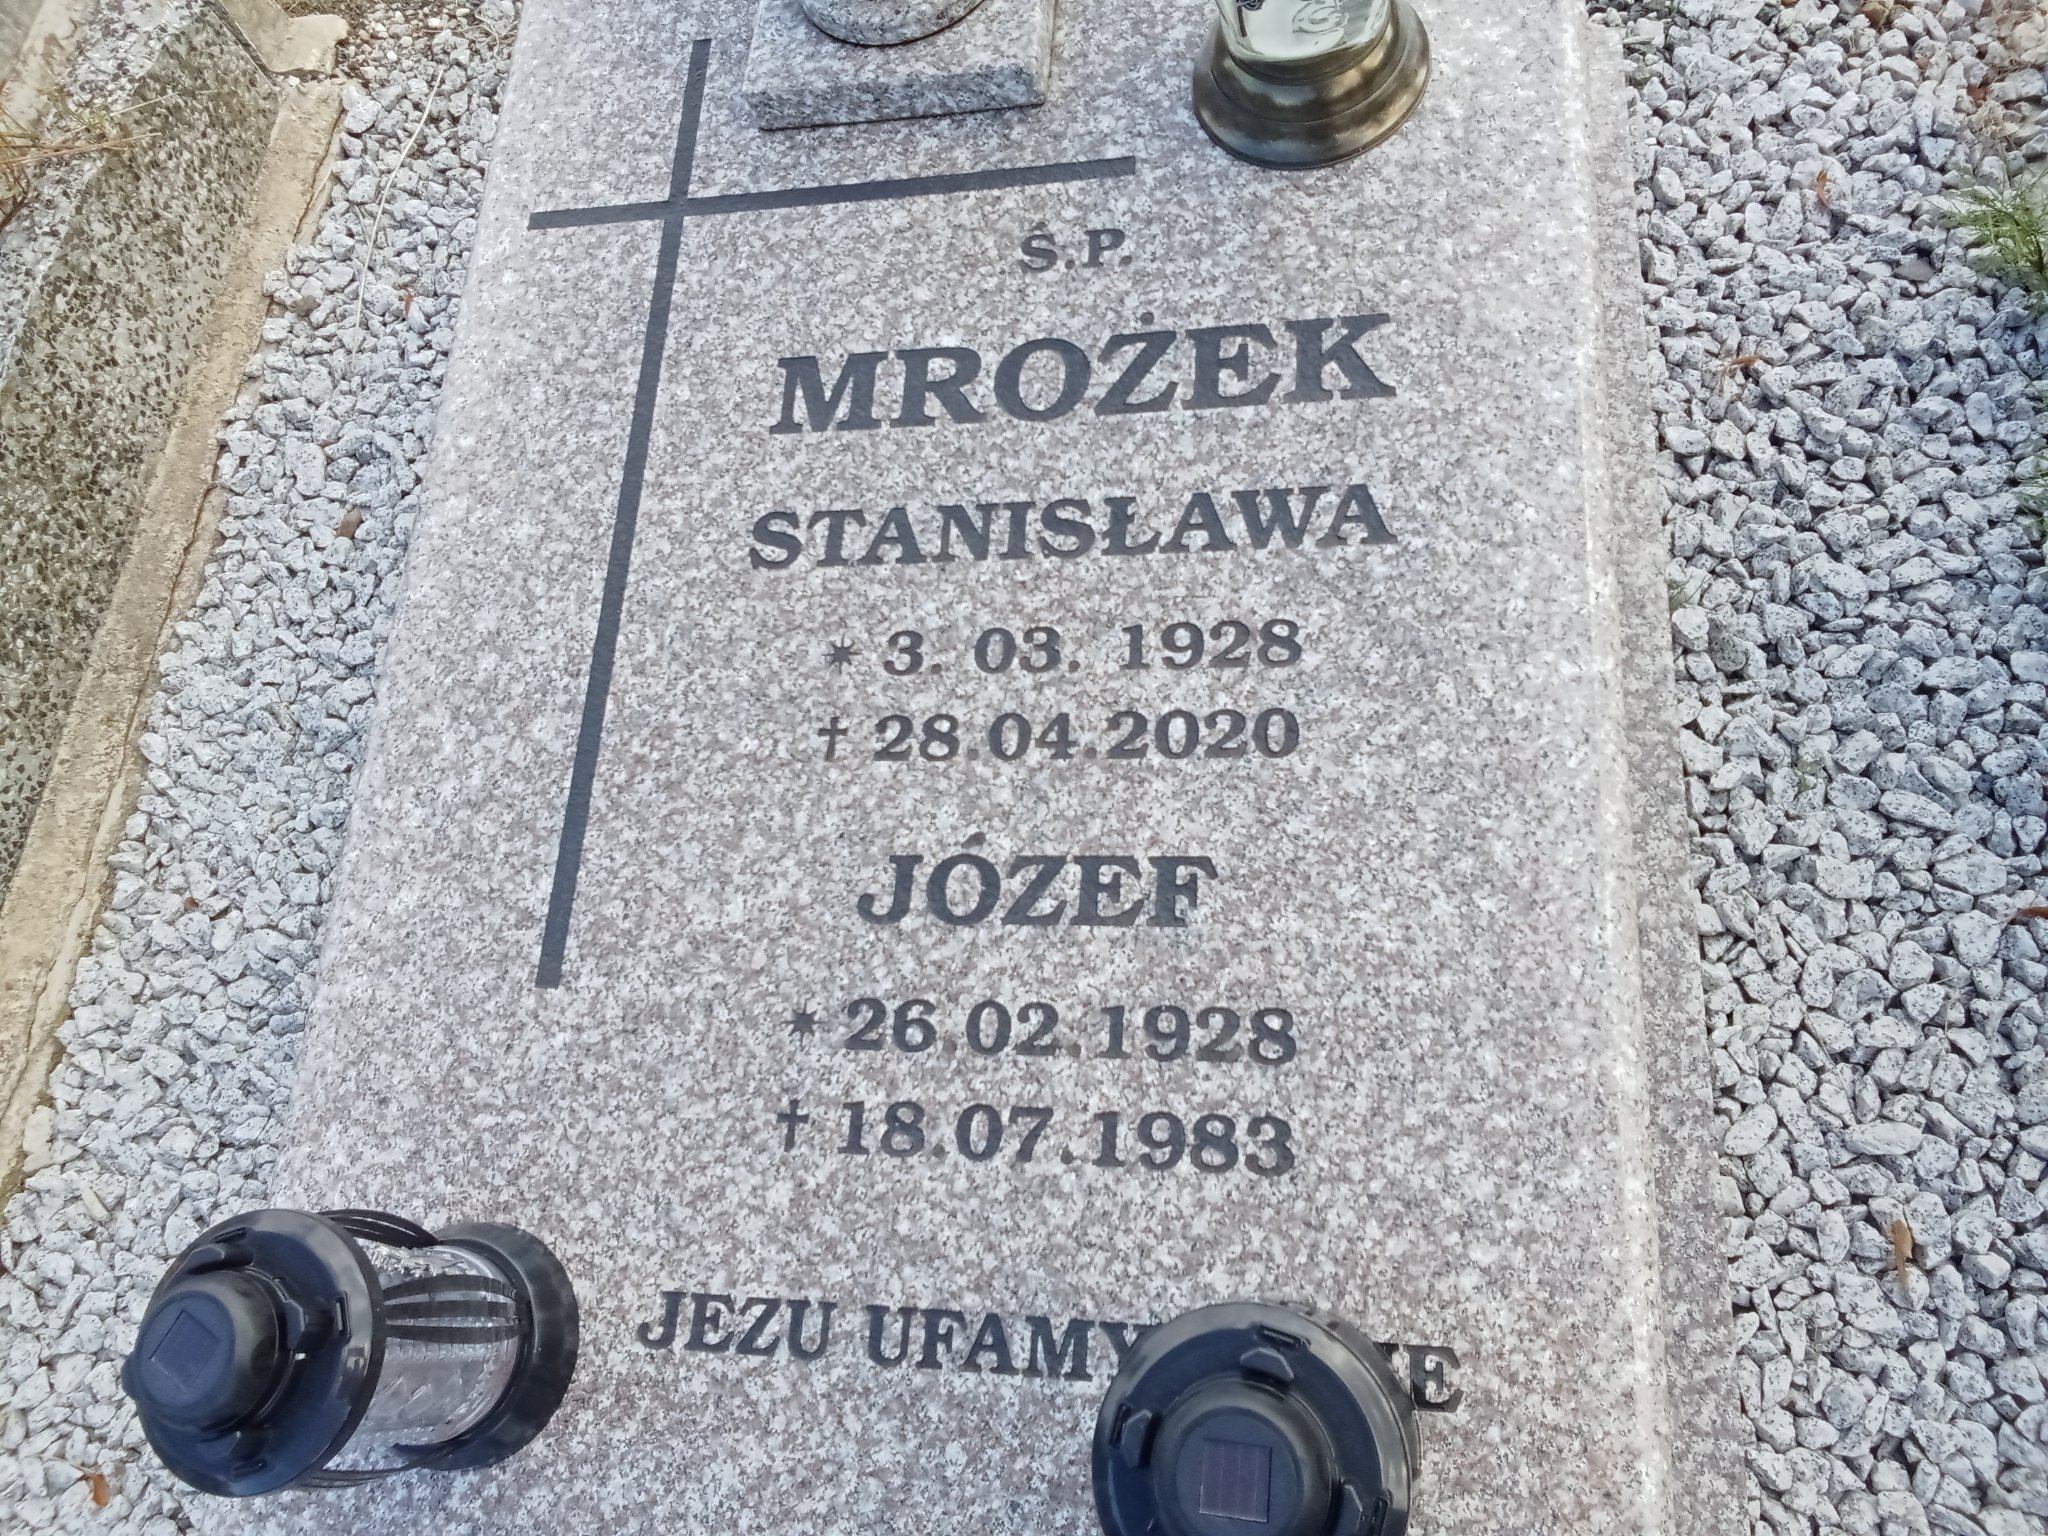 Ś.P.
MROŻEK
STANISŁAWA
* 3. 03. 1928
† 28.04.2020
JÓZEF
* 26.02.1928
† 18.07.1983
JEZU UFAMY